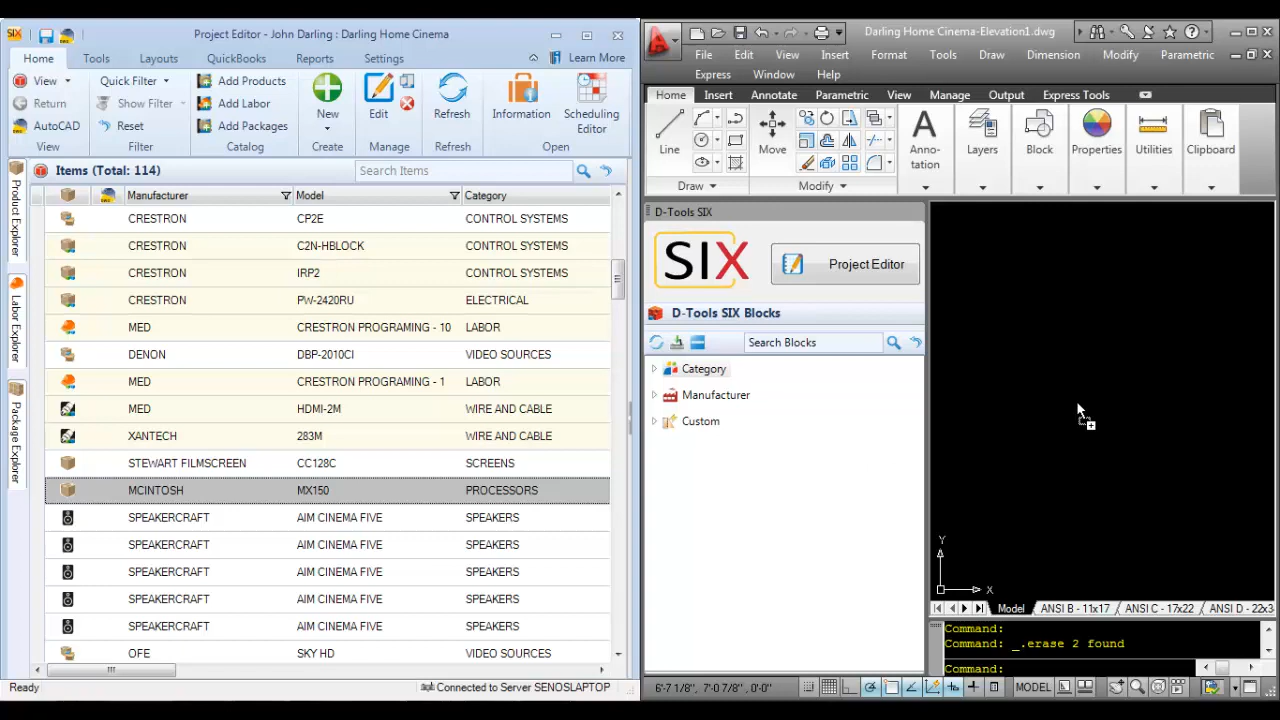 SIX Project Editor - John Darling: Darling Home Cinema
Home Tools Layouts QuickBooks Reports Settings Learn More
View Quick Filter Add Products
Return Show Filter Add Labor
AutoCAD Reset Add Packages
New Edit Refresh Information Scheduling Editor
View Filter Catalog Create Manage Refresh Open
Product Explorer
Labor Explorer
Package Explorer
Items (Total: 114) Search Items
Manufacturer Model Category
CRESTRON CP2E CONTROL SYSTEMS
CRESTRON C2N-HBLOCK CONTROL SYSTEMS
CRESTRON IRP2 CONTROL SYSTEMS
CRESTRON PW-2420RU ELECTRICAL
MED CRESTRON PROGRAMING - 10 LABOR
DENON DBP-2010CI VIDEO SOURCES
MED CRESTRON PROGRAMING - 1 LABOR
MED HDMI-2M WIRE AND CABLE
XANTECH 283M WIRE AND CABLE
STEWART FILMSCREEN CC128C SCREENS
MCINTOSH MX150 PROCESSORS
SPEAKERCRAFT AIM CINEMA FIVE SPEAKERS
SPEAKERCRAFT AIM CINEMA FIVE SPEAKERS
SPEAKERCRAFT AIM CINEMA FIVE SPEAKERS
SPEAKERCRAFT AIM CINEMA FIVE SPEAKERS
SPEAKERCRAFT AIM CINEMA FIVE SPEAKERS
OFE SKY HD VIDEO SOURCES
Ready Connected to Server SENOSLAPTOP
Darling Home Cinema-Elevation1.dwg
File Edit View Insert Format Tools Draw Dimension Modify Parametric
Express Window Help
Home Insert Annotate Parametric View Manage Output Express Tools
Line Move Anno-tation Layers Block Properties Utilities Clipboard
Draw Modify
D-Tools SIX
SIX Project Editor
D-Tools SIX Blocks
Search Blocks
Category
Manufacturer
Custom
Y
X
Model ANSI B - 11x17 ANSI C - 17x22 ANSI D - 22x3
Command:
Command: _.erase 2 found
Command:
6'-7 1/8", 7'-0 7/8", 0'-0" MODEL